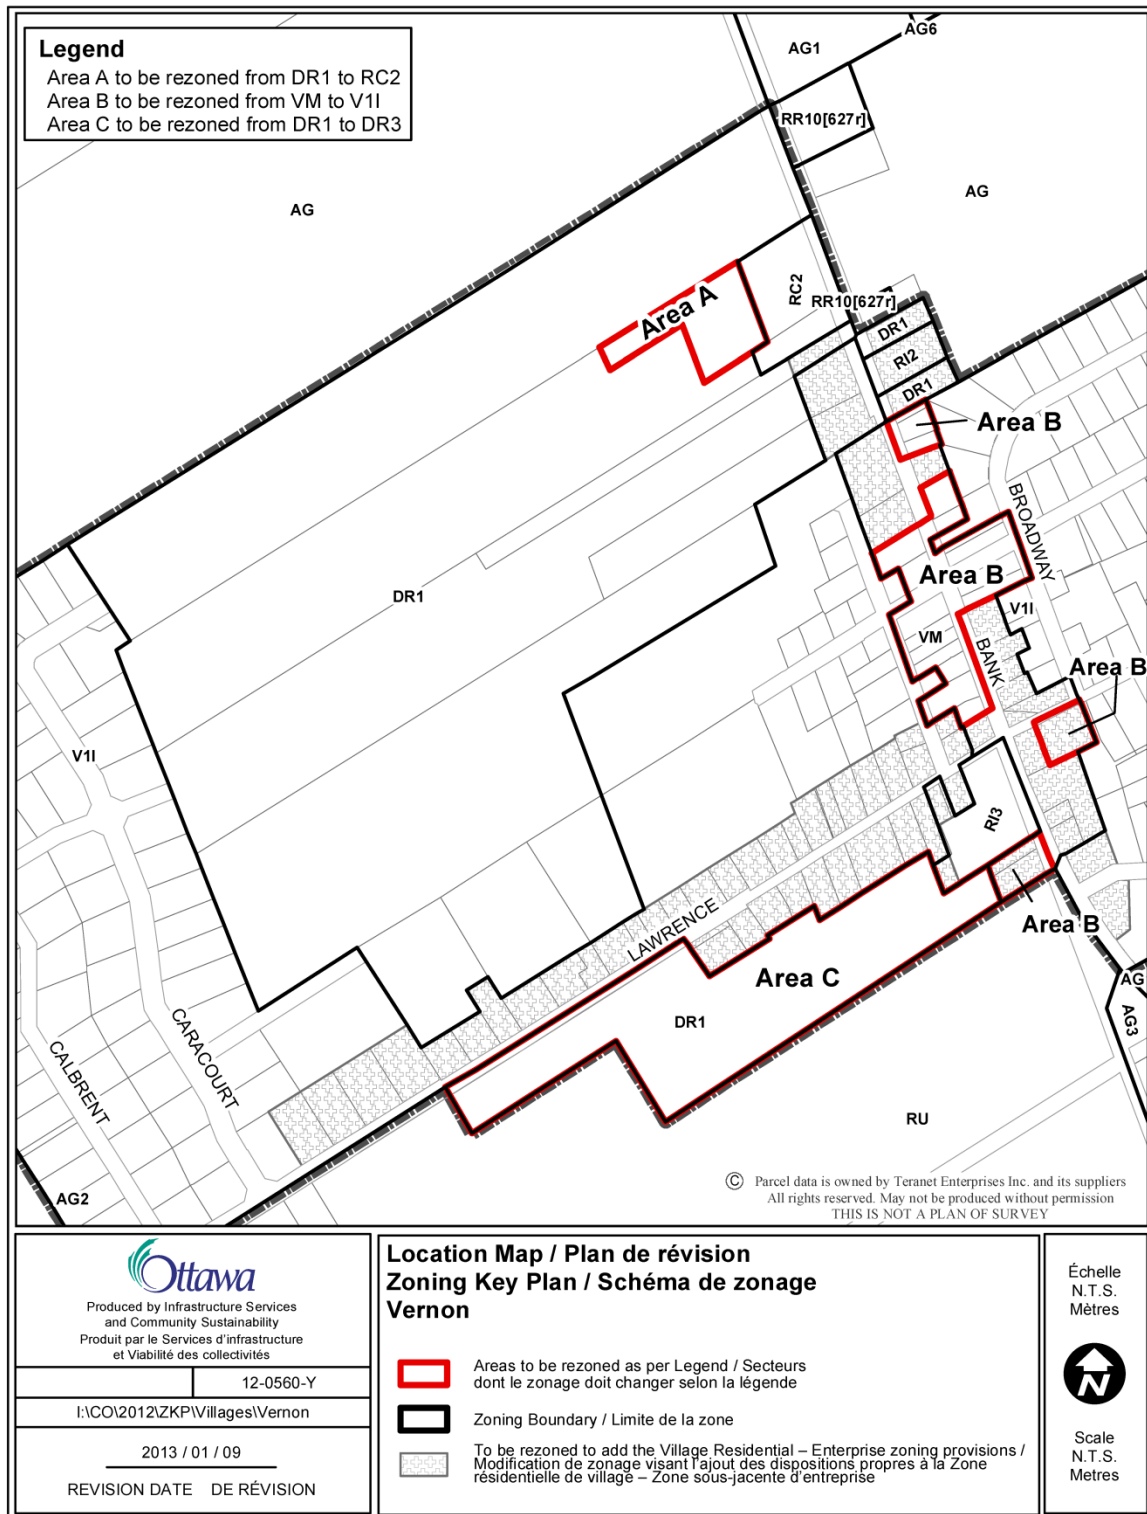 Legend
Area A to be rezoned from DR1 to RC2
Area B to be rezoned from VM to V1I
Area C to be rezoned from DR1 to DR3
AG6
AG1
RR10[627r]
AG
AG
RC2
Area A
RR10[627r]
DR1
RI2
DR1
Area B
BROADWAY
Area B
DR1
V1I
VM
BANK
Area B
V1I
RI3
LAWRENCE
Area B
Area C
AG
DR1
AG3
CARACOURT
CALBRENT
RU
AG2
© Parcel data is owned by Teranet Enterprises Inc. and its suppliers
All rights reserved. May not be produced without permission
THIS IS NOT A PLAN OF SURVEY
Ottawa
Produced by Infrastructure Services
and Community Sustainability
Produit par le Services d'infrastructure
et Viabilité des collectivités
12-0560-Y
I:\CO\2012\ZKP\Villages\Vernon
2013 / 01 / 09
REVISION DATE DE RÉVISION
Location Map / Plan de révision
Zoning Key Plan / Schéma de zonage
Vernon
Areas to be rezoned as per Legend / Secteurs
dont le zonage doit changer selon la légende
Zoning Boundary / Limite de la zone
To be rezoned to add the Village Residential – Enterprise zoning provisions /
Modification de zonage visant l'ajout des dispositions propres à la Zone
résidentielle de village – Zone sous-jacente d'entreprise
Échelle
N.T.S.
Mètres
N
Scale
N.T.S.
Metres